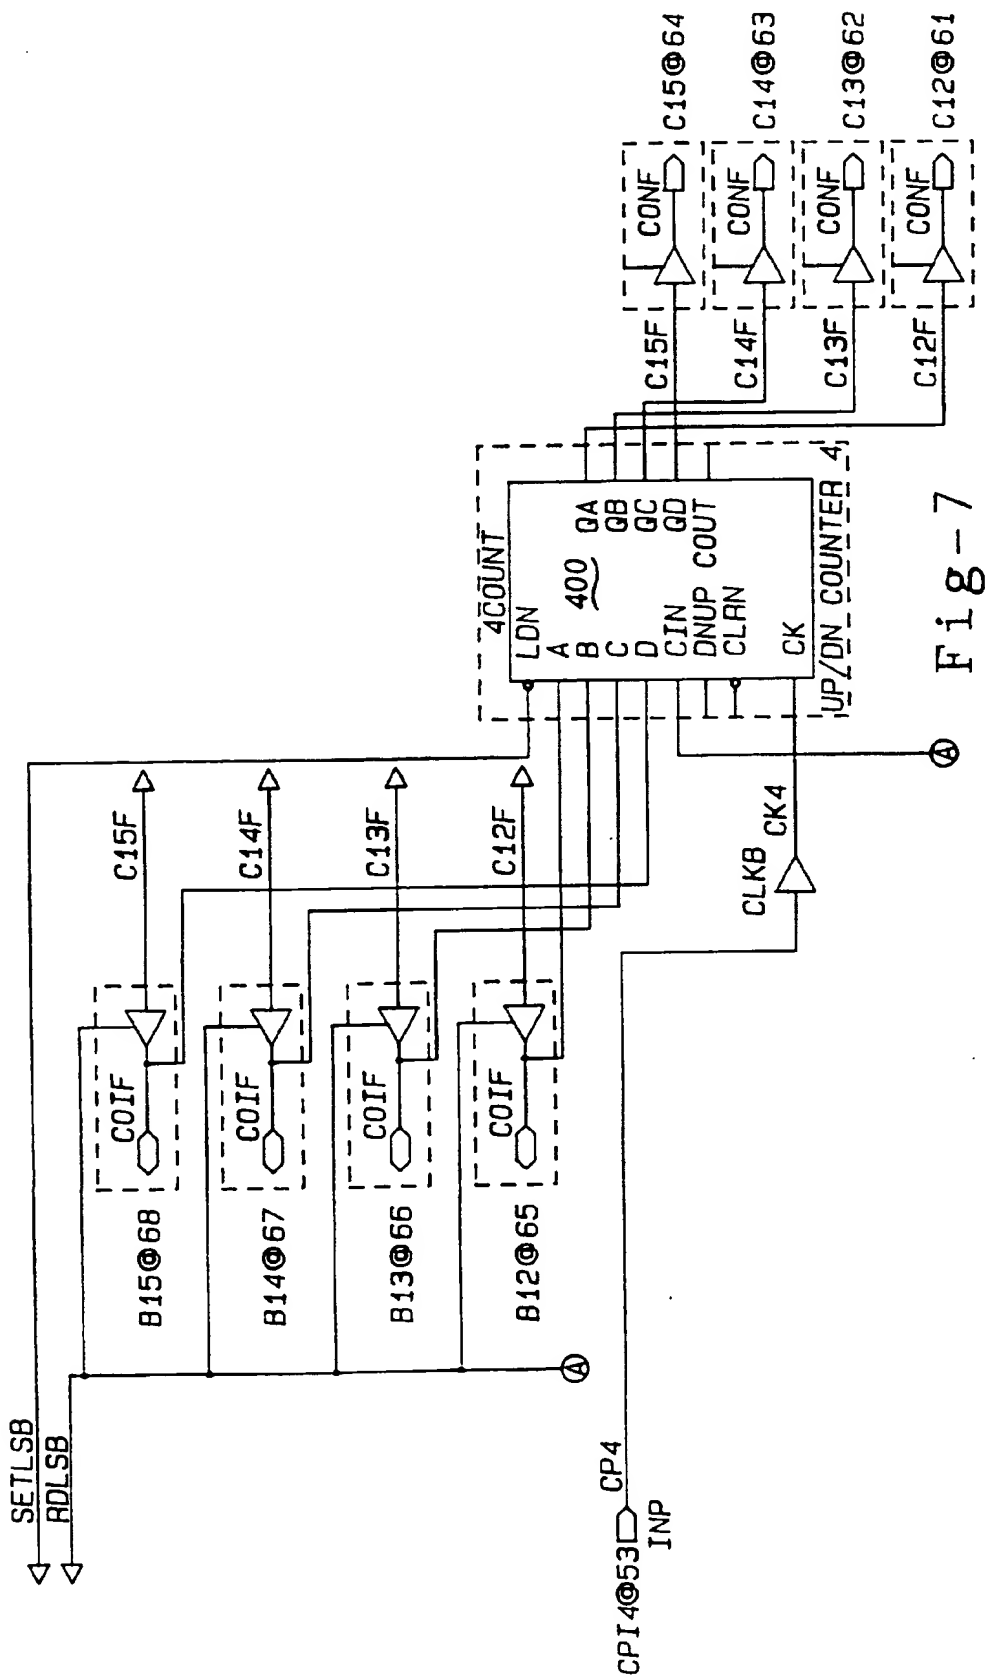 SETLSB
RDLSB
B15@68
COIF
C15F
B14@67
COIF
C14F
B13@66
COIF
C13F
B12@65
COIF
C12F
A
CPI4@53
INP
CP4
CLKB
CK4
A
4COUNT
LDN
A
B
C
D
CIN
DNUP
CLRN
CK
400
QA
QB
QC
QD
COUT
UP/DN COUNTER 4
C15F
CONF
C15@64
C14F
CONF
C14@63
C13F
CONF
C13@62
C12F
CONF
C12@61
Fig-7